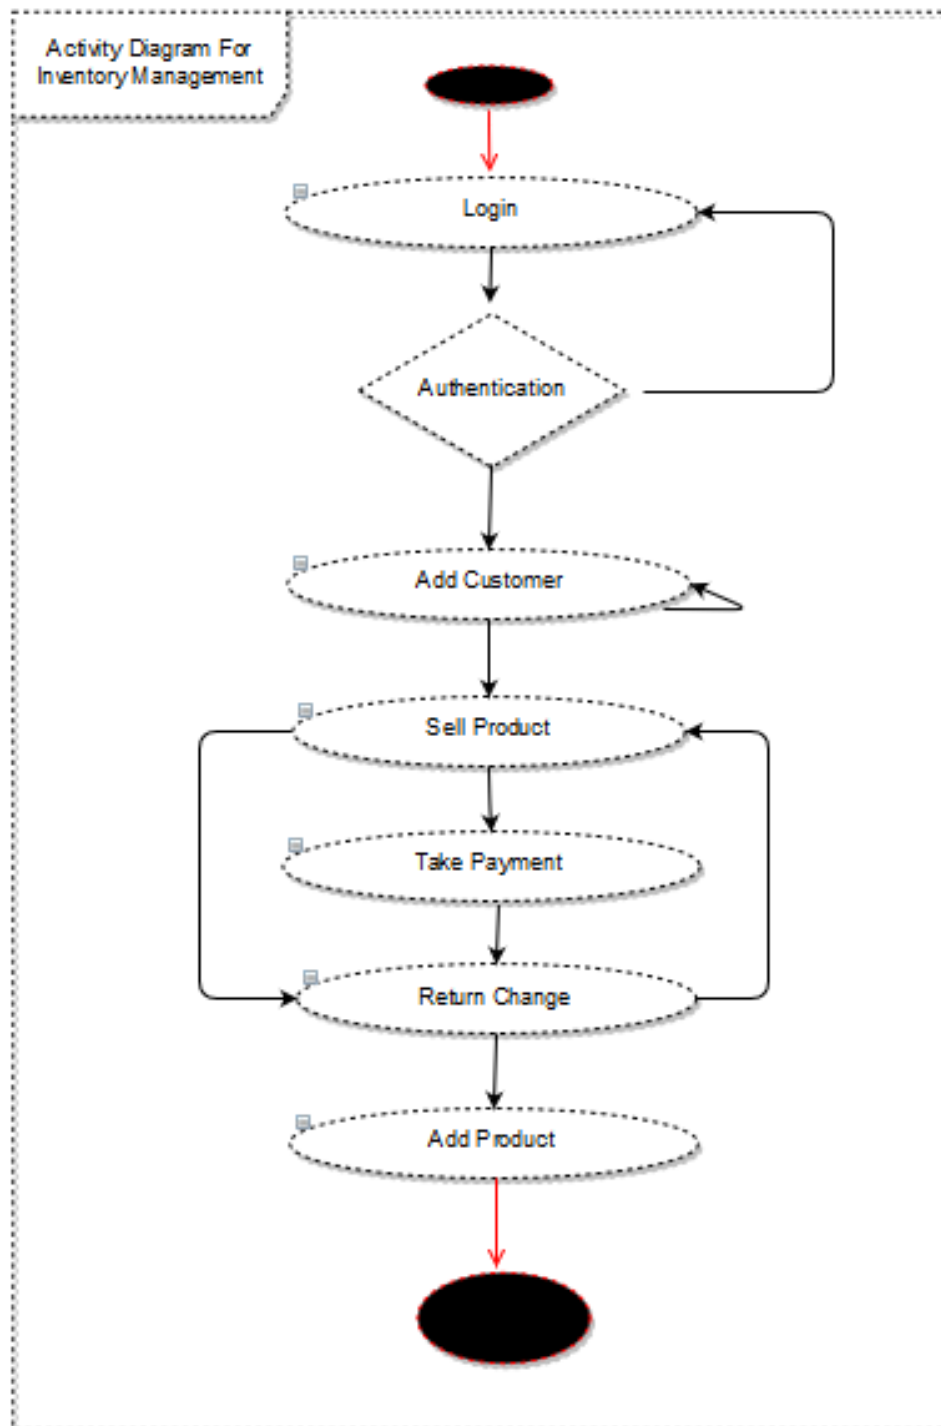 Activity Diagram For
Inventory Management
Login
Authentication
Add Customer
Sell Product
Take Payment
Return Change
Add Product